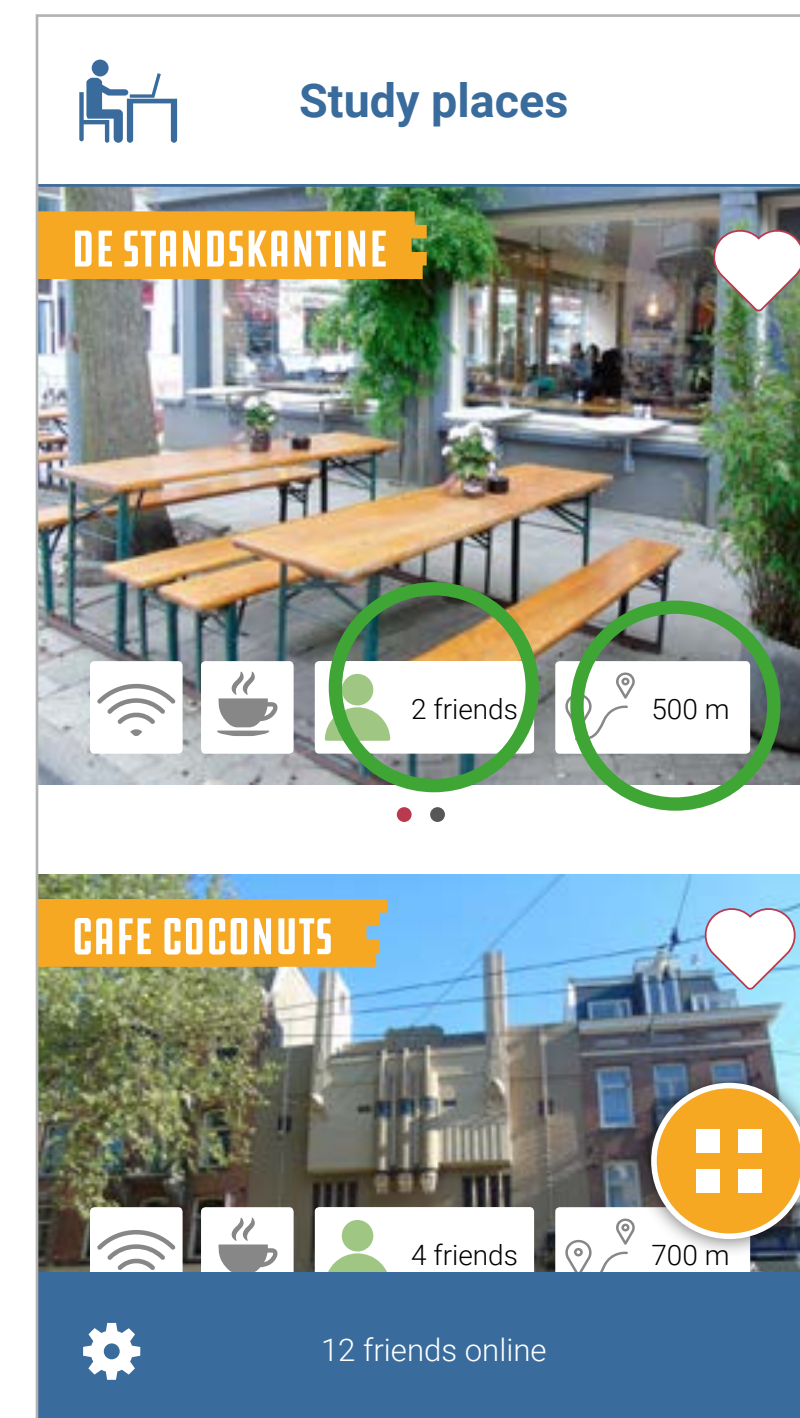 Study places
DE STANDSKANTINE
2 friends
500 m
CAFE COCONUTS
4 friends
700 m
12 friends online